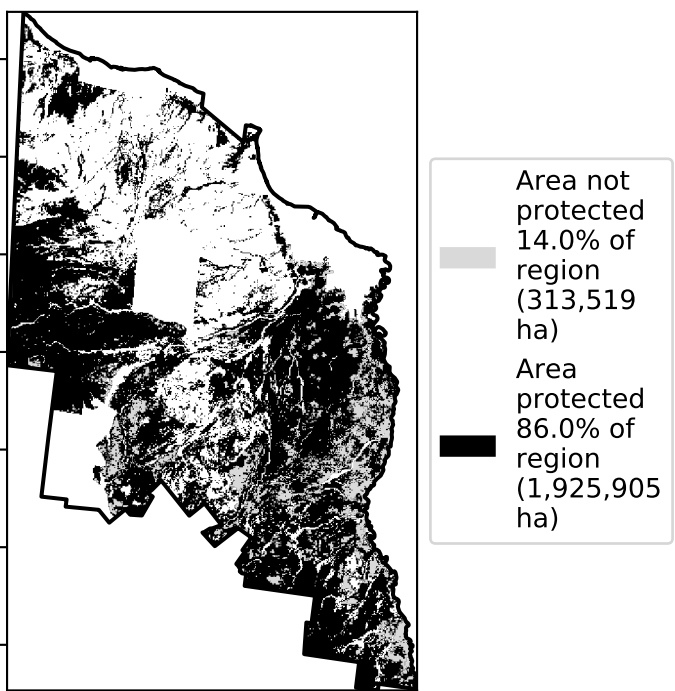 Area not
protected
14.0% of
region
(313,519
ha)
Area
protected
86.0% of
region
(1,925,905
ha)